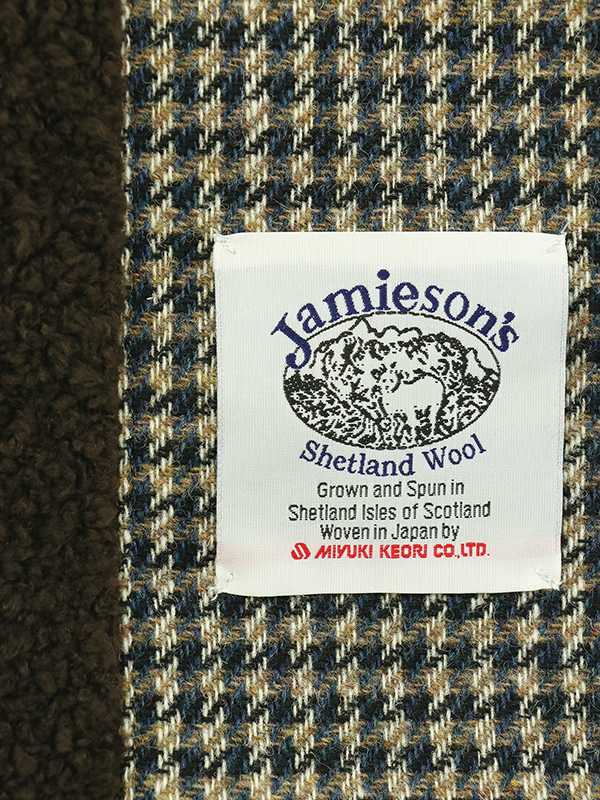 Jamieson's
Shetland Wool
Grown and Spun in
Shetland Isles of Scotland
Woven in Japan by
MIYUKI KEORI CO.,LTD.